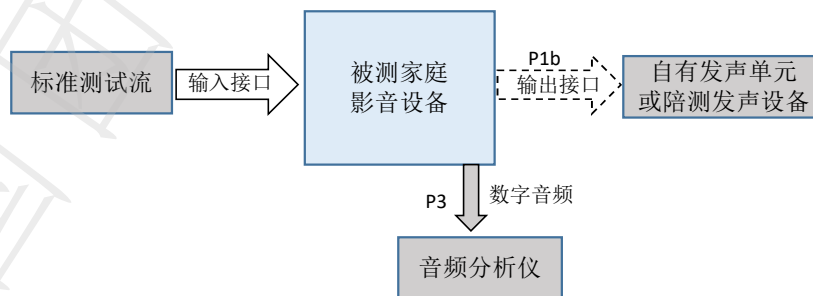 标准测试流
输入接口
被测家庭
影音设备
P1b
输出接口
自有发声单元
或陪测发声设备
P3
数字音频
音频分析仪